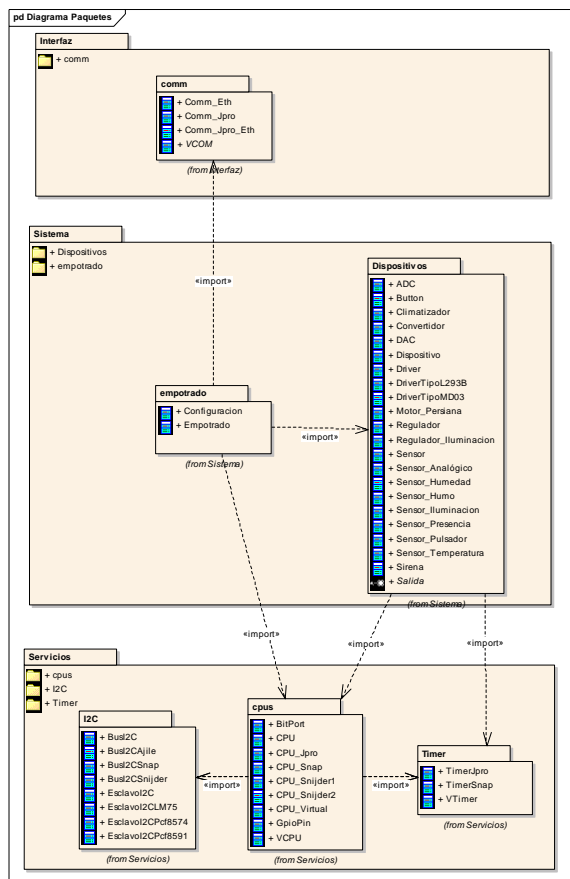 pd Diagrama Paquetes
Interfaz
+ comm
comm
+ Comm_Eth
+ Comm_Jpro
+ Comm_Jpro_Eth
+ VCOM
(from Interfaz)
Sistema
+ Dispositivos
+ empotrado
«import»
Dispositivos
+ ADC
+ Button
+ Climatizador
+ Convertidor
+ DAC
+ Dispositivo
+ Driver
+ DriverTipoL293B
+ DriverTipoMD03
+ Motor_Persiana
+ Regulador
+ Regulador_Iluminacion
+ Sensor
+ Sensor_Analógico
+ Sensor_Humedad
+ Sensor_Humo
+ Sensor_Iluminacion
+ Sensor_Presencia
+ Sensor_Pulsador
+ Sensor_Temperatura
+ Sirena
+ Salida
(from Sistema)
empotrado
+ Configuracion
+ Empotrado
(from Sistema)
«import»
«import»
«import»
«import»
Servicios
+ cpus
+ I2C
+ Timer
I2C
+ BusI2C
+ BusI2CAjile
+ BusI2CSnap
+ BusI2CSnijder
+ EsclavoI2C
+ EsclavoI2CLM75
+ EsclavoI2CPcf8574
+ EsclavoI2CPcf8591
(from Servicios)
«import»
cpus
+ BitPort
+ CPU
+ CPU_Jpro
+ CPU_Snap
+ CPU_Snijder1
+ CPU_Snijder2
+ CPU_Virtual
+ GpioPin
+ VCPU
(from Servicios)
«import»
Timer
+ TimerJpro
+ TimerSnap
+ VTimer
(from Servicios)